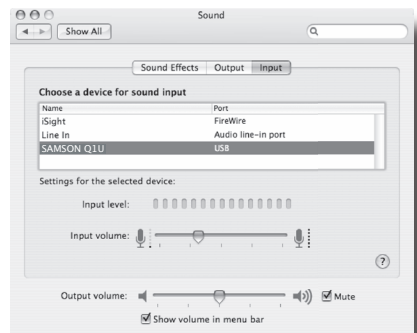 Sound
Show All
Sound Effects Output Input
Choose a device for sound input
Name Port
iSight FireWire
Line In Audio line-in port
SAMSON Q1U USB
Settings for the selected device:
Input level:
Input volume:
?
Output volume: Mute
Show volume in menu bar